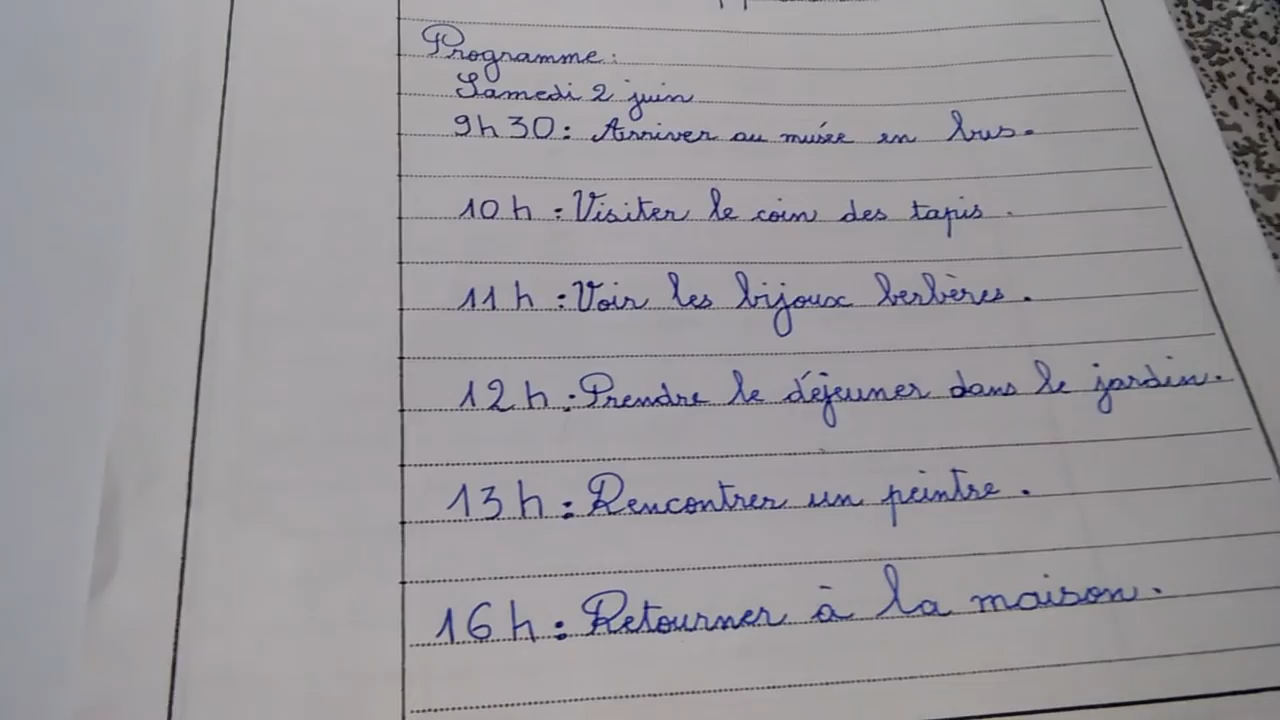 Programme:
Samedi 2 juin
9h30: Arriver au musée en bus.
10h: Visiter le coin des tapis.
11h: Voir les bijoux berbères.
12h: Prendre le déjeuner dans le jardin.
13h: Rencontrer un peintre.
16h: Retourner à la maison.